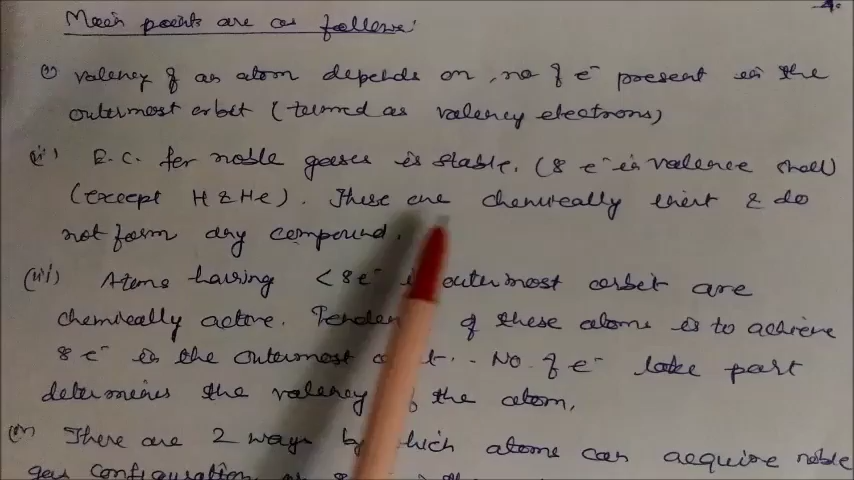 Main points are as follows:
(i) valency of an atom depends on, no of e⁻ present in the
outermost orbit (termed as valency electrons)
(ii) E.C. for noble gases is stable. (8 e⁻ in valence shell)
(except H & He). These are chemically inert & do
not form any compound.
(iii) Atoms having <8e⁻ outermost orbit are
chemically active. of these atoms is to achieve
8 e⁻ in the outermost - No. of e⁻ take part
determines the valency of the atom.
(iv) There are 2 ways by which atoms can acquire noble
gas configuration